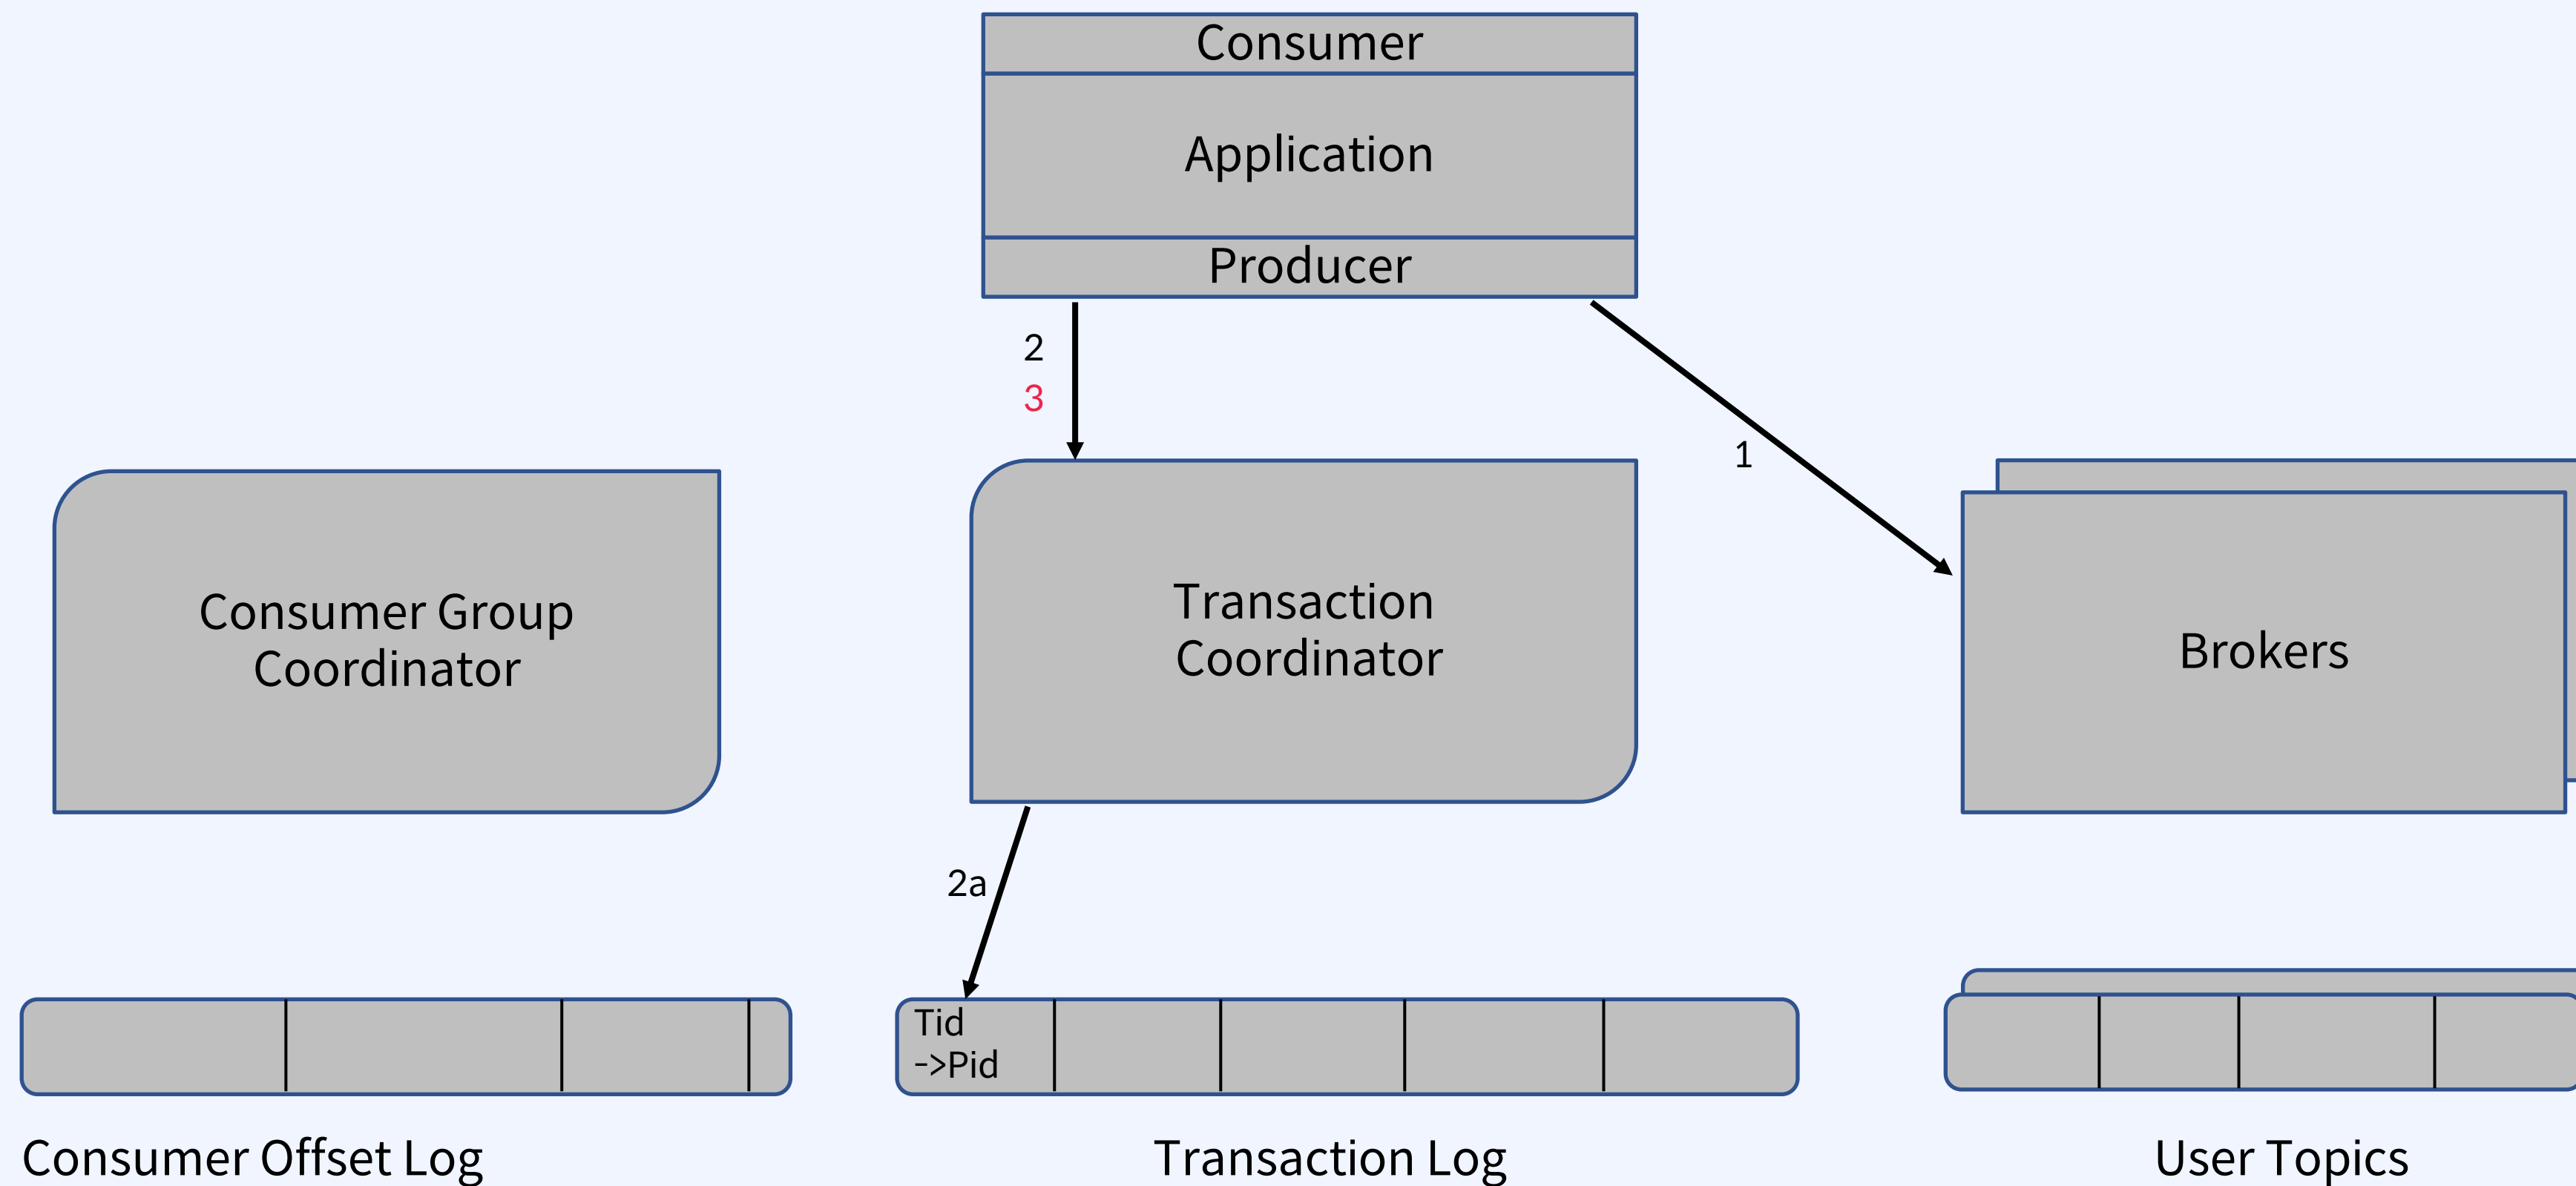 Consumer
Application
Producer
2
3
1
Consumer Group
Coordinator
Transaction
Coordinator
Brokers
2a
Tid
->Pid
Consumer Offset Log
Transaction Log
User Topics